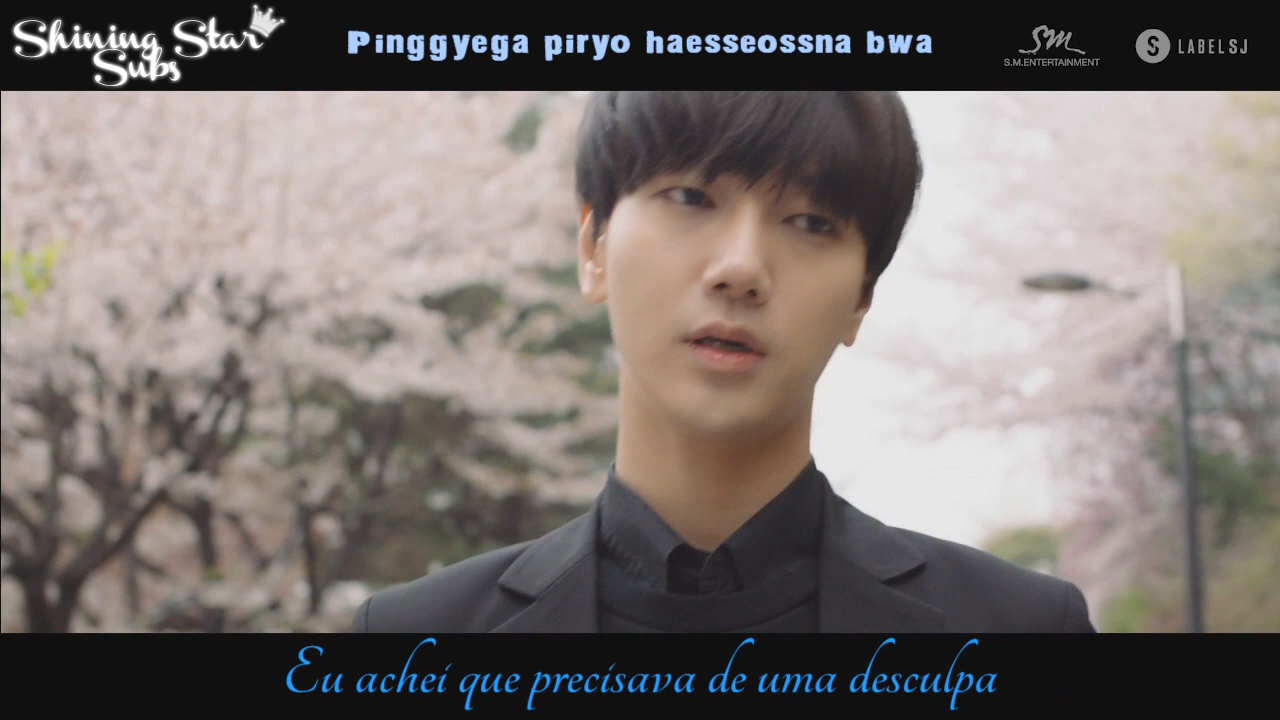 Shining Star
Subs
Pinggyega piryo haesseossna bwa
SM
S.M.ENTERTAINMENT
S LABELSJ
Eu achei que precisava de uma desculpa